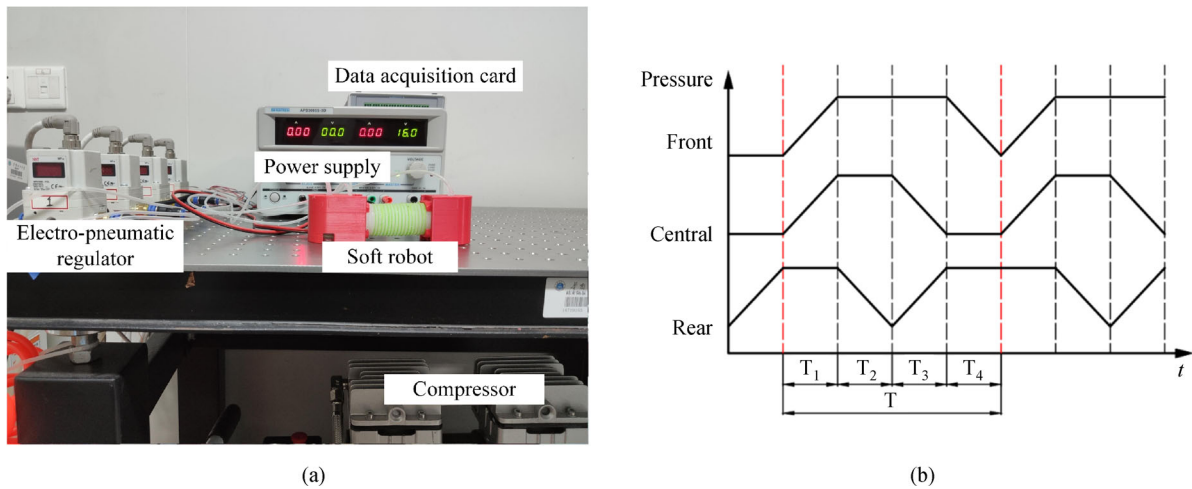 Data acquisition card
0.00 00.0 0.00 16.0
Power supply
1
Electro-pneumatic
regulator
Soft robot
Compressor
(a)
Pressure
Front
Central
Rear
T₁ T₂ T₃ T₄
T
t
(b)